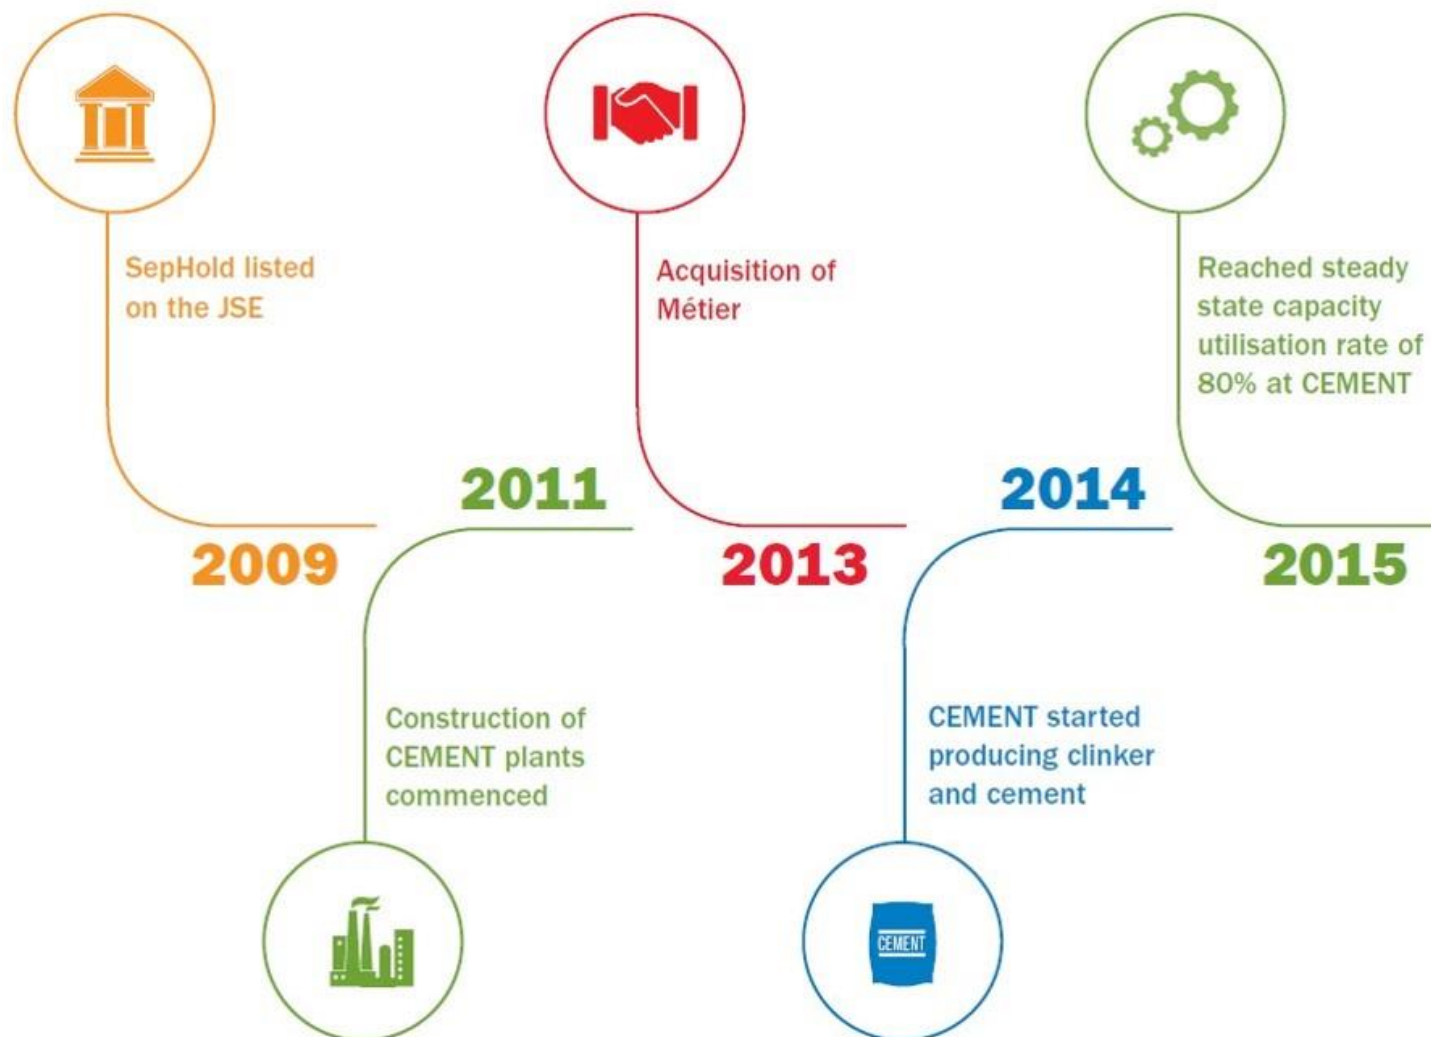 SepHold listed
on the JSE
2009
2011
Construction of
CEMENT plants
commenced
Acquisition of
Métier
2013
2014
CEMENT started
producing clinker
and cement
CEMENT
Reached steady
state capacity
utilisation rate of
80% at CEMENT
2015